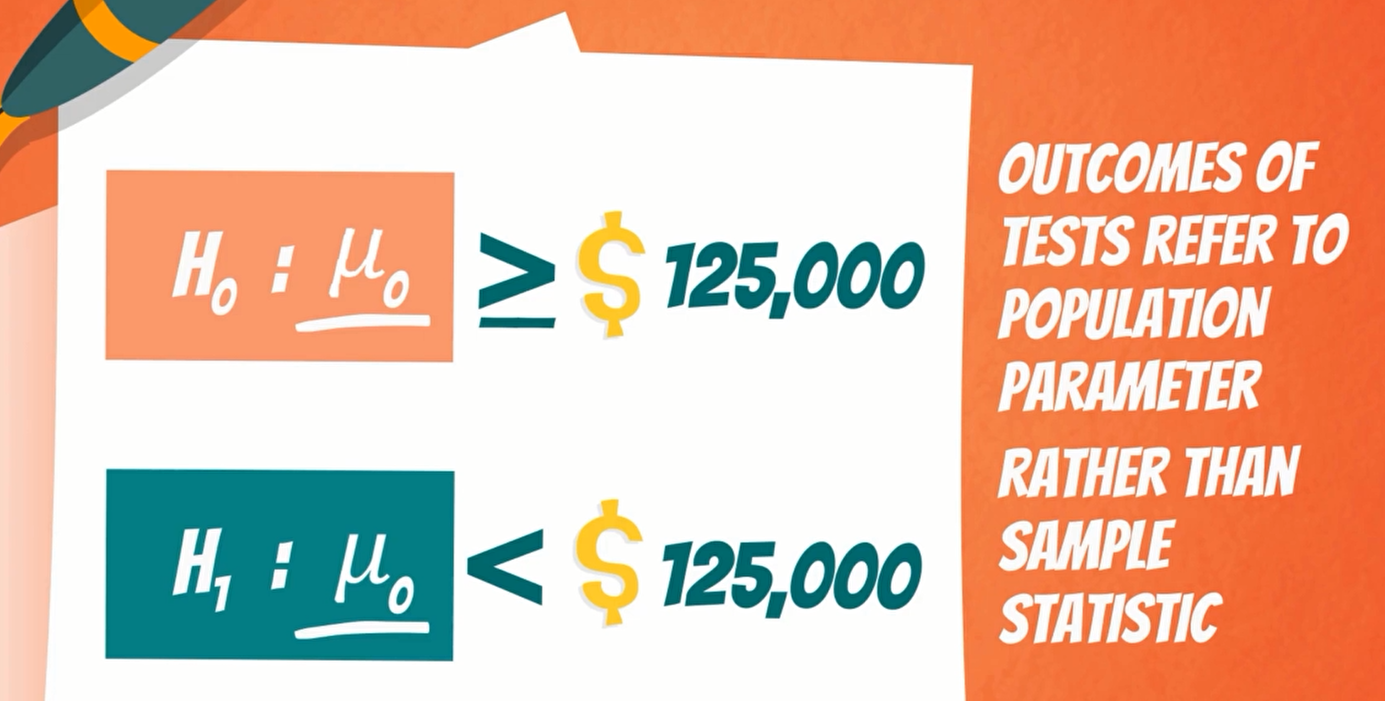 H₀ : μ₀ ≥ $ 125,000
H₁ : μ₀ < $ 125,000
OUTCOMES OF
TESTS REFER TO
POPULATION
PARAMETER
RATHER THAN
SAMPLE
STATISTIC